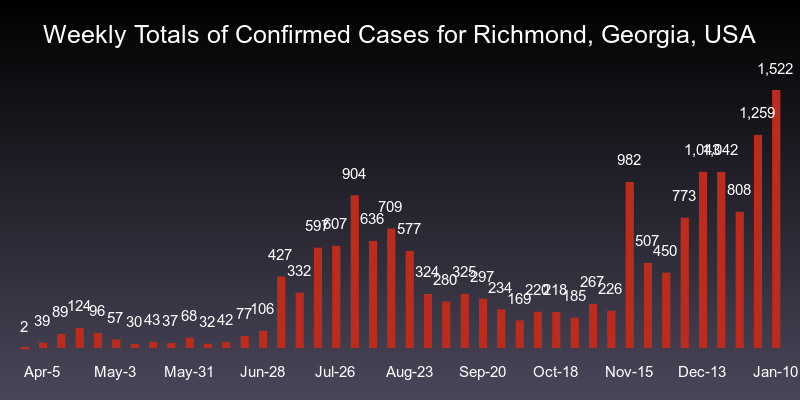 Weekly Totals of Confirmed Cases for Richmond, Georgia, USA
2 39 89 124 96 57 30 43 37 68 32 42 77 106 427 332 597 607 904 636 709 577 324 280 325 297 234 169 220 218 185 267 226 982 507 450 773 1,043 1,042 808 1,259 1,522
Apr-5 May-3 May-31 Jun-28 Jul-26 Aug-23 Sep-20 Oct-18 Nov-15 Dec-13 Jan-10